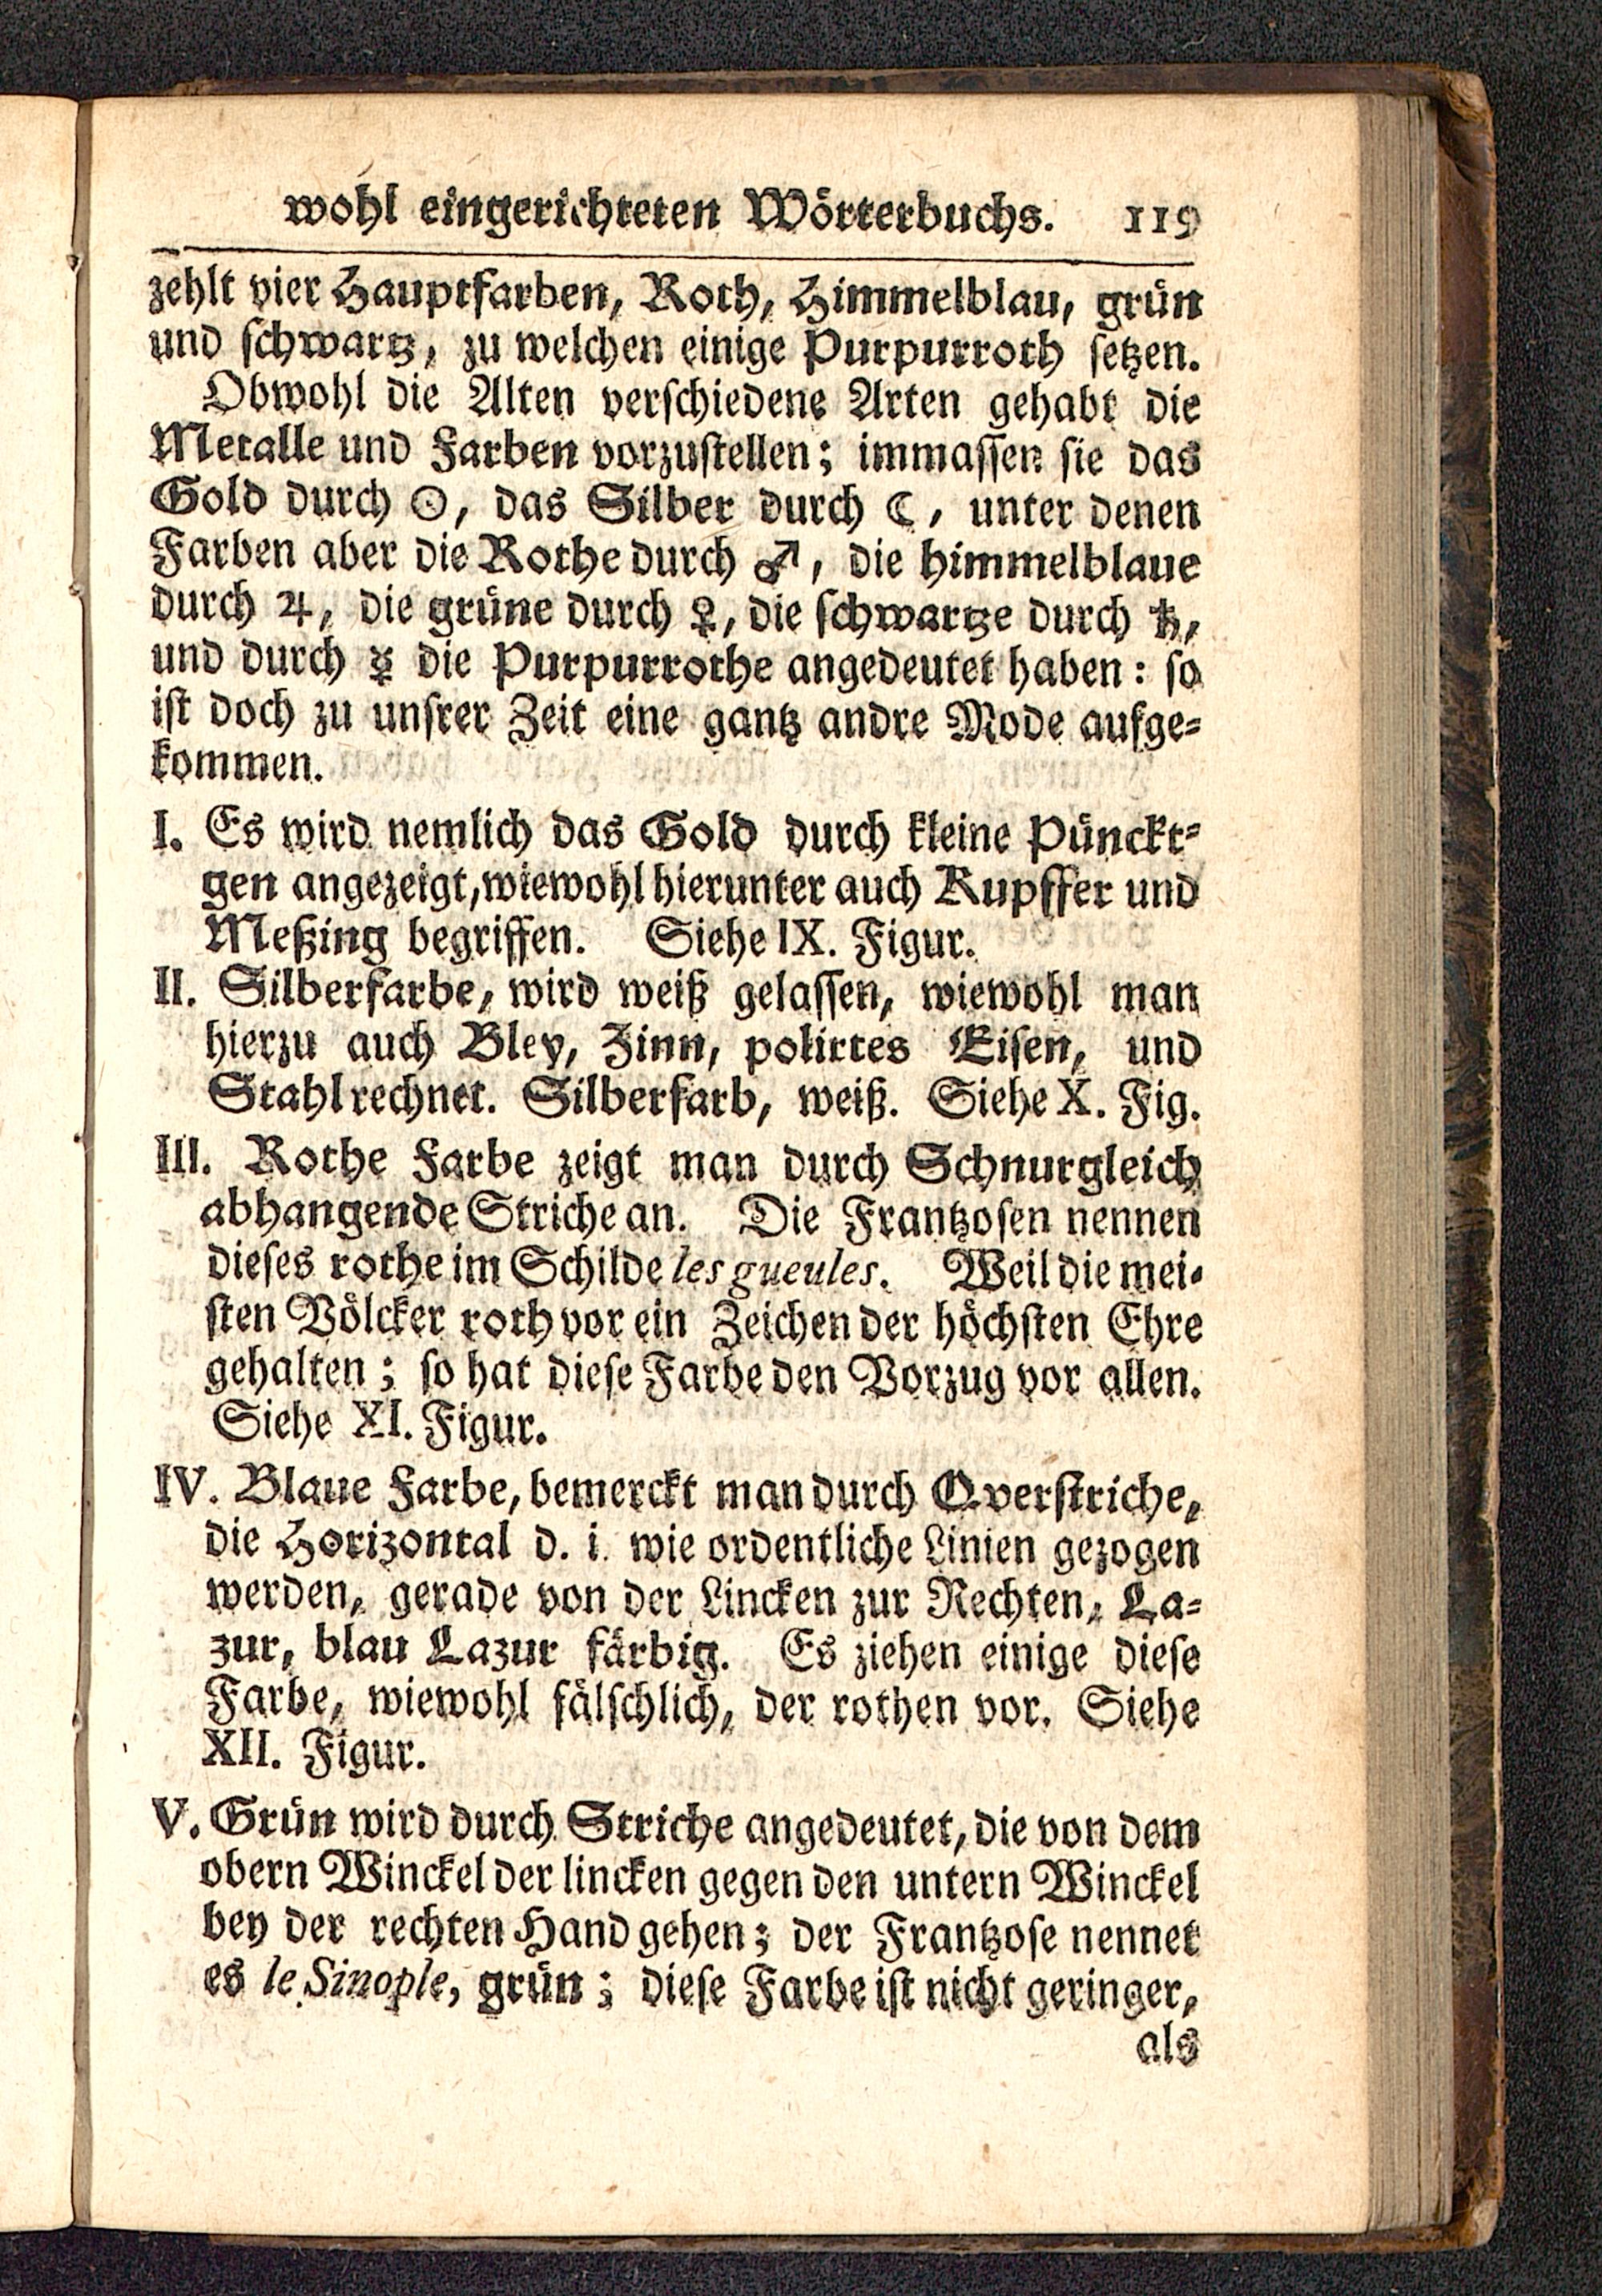 wohl eingerichteten Wörterbuchs. 119
zehlt vier Hauptfarben, Roth, Himmelblau, grün
und schwartz, zu welchen einige Purpurroth setzen.
Obwohl die Alten verschiedene Arten gehabt die
Metalle und Farben vorzustellen; immassen sie das
Gold durch ☉, das Silber durch ☾, unter denen
Farben aber die Rothe durch ♂, die himmelblaue
durch ♃, die grüne durch ♀, die schwartze durch ♄,
und durch ☿ die Purpurrothe angedeutet haben: so
ist doch zu unsrer Zeit eine gantz andre Mode aufge-
kommen.
I. Es wird nemlich das Gold durch kleine Pünckt-
gen angezeigt, wiewohl hierunter auch Kupffer und
Meßing begriffen. Siehe IX. Figur.
II. Silberfarbe, wird weiß gelassen, wiewohl man
hierzu auch Bley, Zinn, polirtes Eisen, und
Stahl rechnet. Silberfarb, weiß. Siehe X. Fig.
III. Rothe Farbe zeigt man durch Schnurgleich
abhangende Striche an. Die Frantzosen nennen
dieses rothe im Schilde les gueules. Weil die mei-
sten Völcker roth vor ein Zeichen der höchsten Ehre
gehalten; so hat diese Farbe den Vorzug vor allen.
Siehe XI. Figur.
IV. Blaue Farbe, bemerckt man durch Qverstriche,
die Horizontal d. i. wie ordentliche Linien gezogen
werden, gerade von der Lincken zur Rechten, La-
zur, blau Lazur färbig. Es ziehen einige diese
Farbe, wiewohl fälschlich, der rothen vor. Siehe
XII. Figur.
V. Grün wird durch Striche angedeutet, die von dem
obern Winckel der lincken gegen den untern Winckel
bey der rechten Hand gehen; der Frantzose nennet
es le Sinople, grün; diese Farbe ist nicht geringer,
als